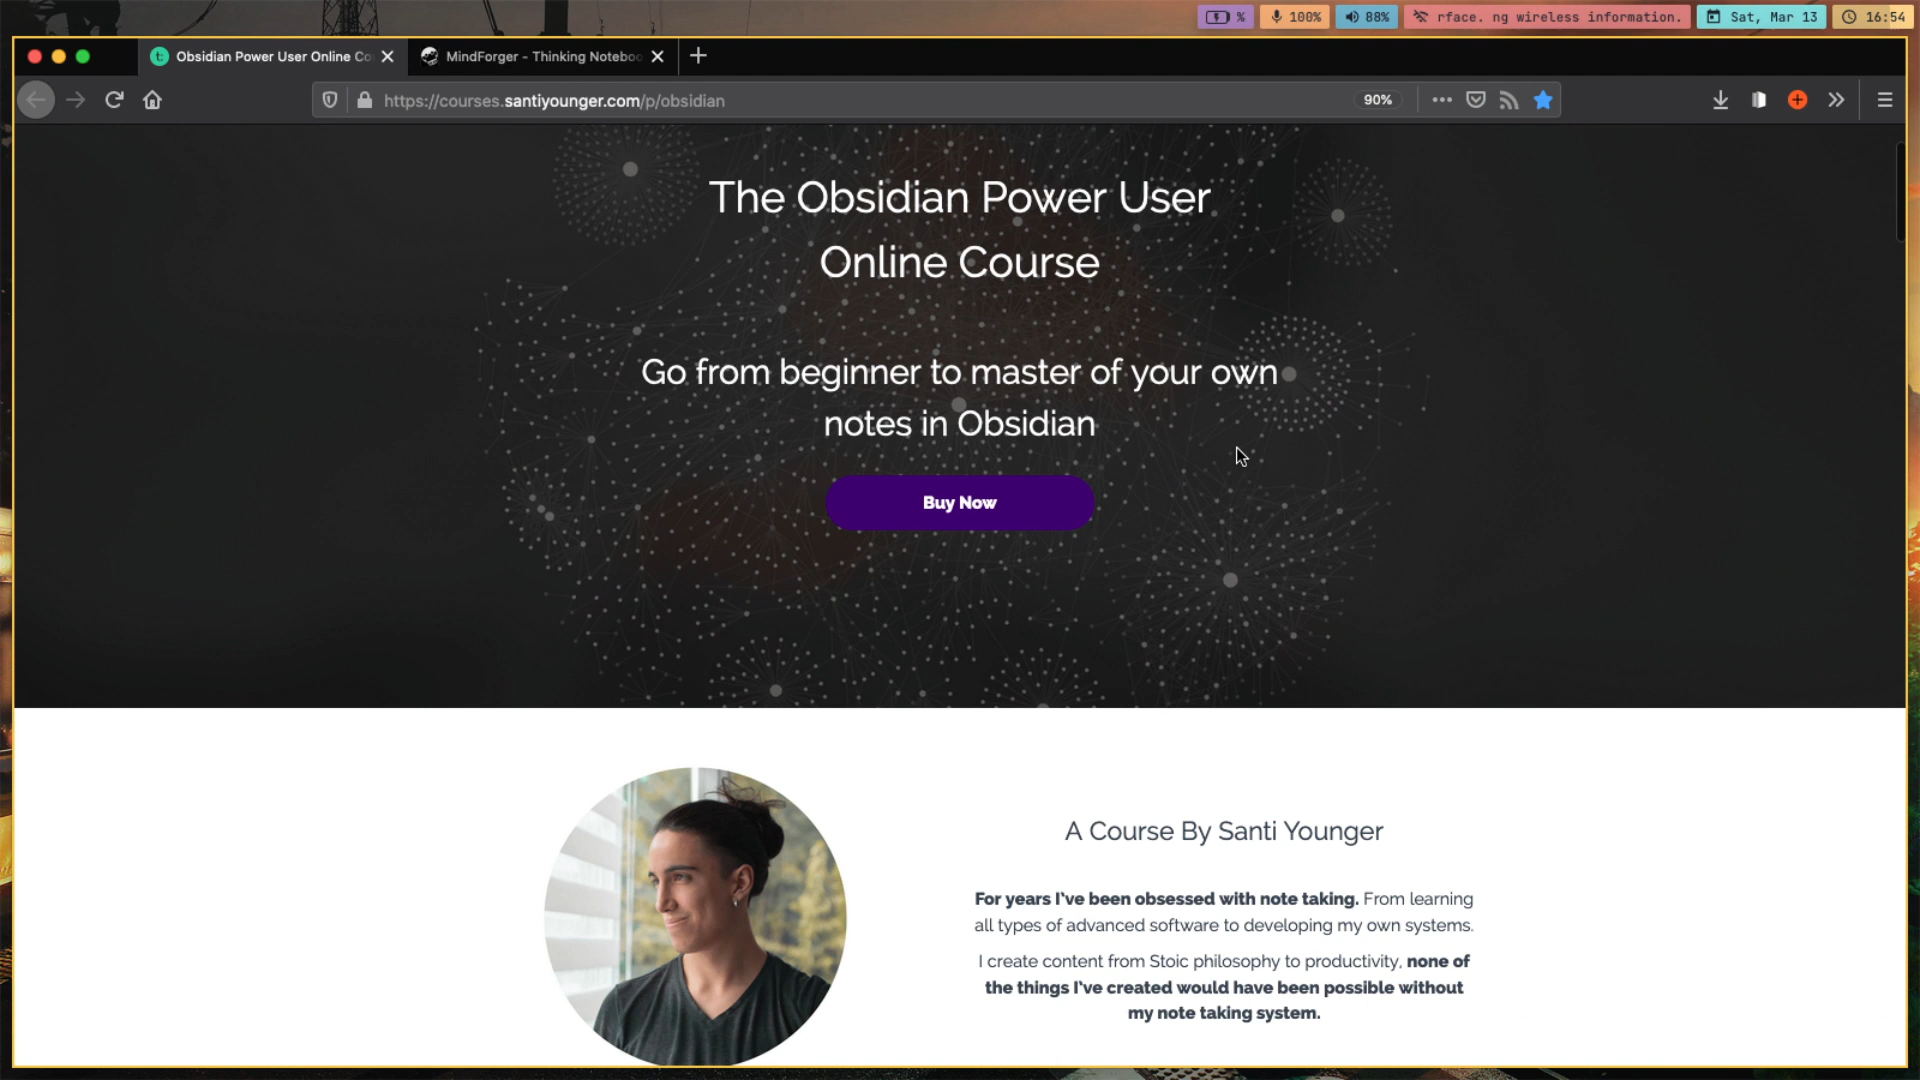 %
100%
88%
rface. ng wireless information.
Sat, Mar 13
16:54
Obsidian Power User Online Co
MindForger - Thinking Noteboo
https://courses.santiyounger.com/p/obsidian
90%
The Obsidian Power User
Online Course
Go from beginner to master of your own
notes in Obsidian
Buy Now
A Course By Santi Younger
For years I've been obsessed with note taking. From learning
all types of advanced software to developing my own systems.
I create content from Stoic philosophy to productivity, none of
the things I've created would have been possible without
my note taking system.